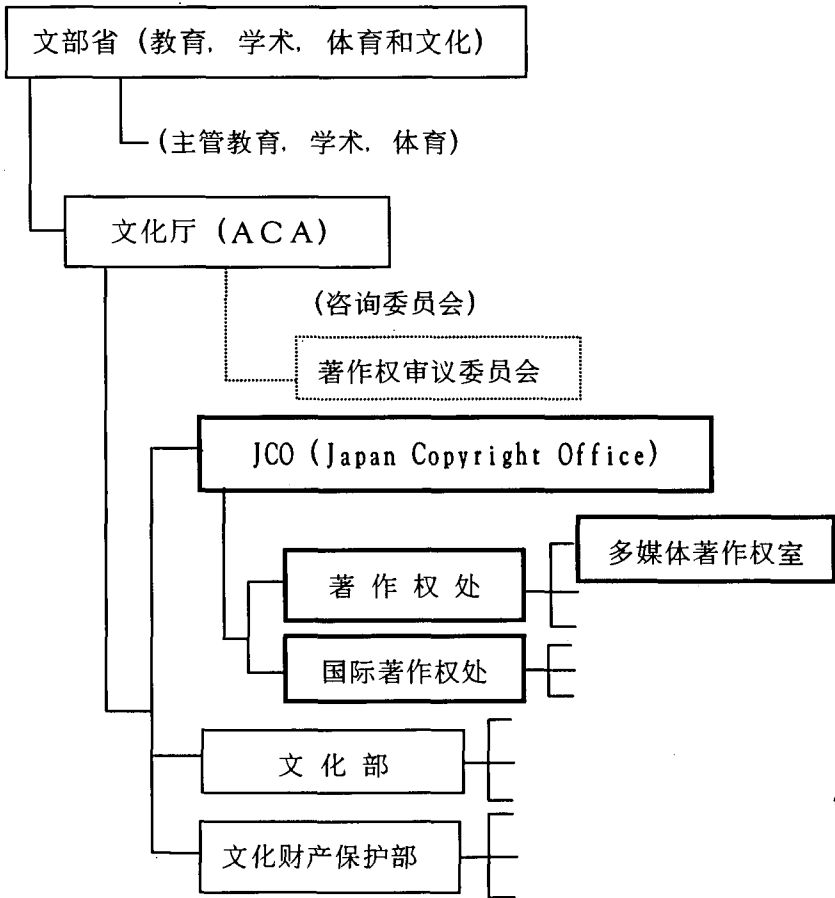 文部省 (教育, 学术, 体育和文化)
(主管教育, 学术, 体育)
文化厅 (ACA)
(咨询委员会)
著作权审议委员会
JCO (Japan Copyright Office)
多媒体著作权室
著作权处
国际著作权处
文化部
文化财产保护部